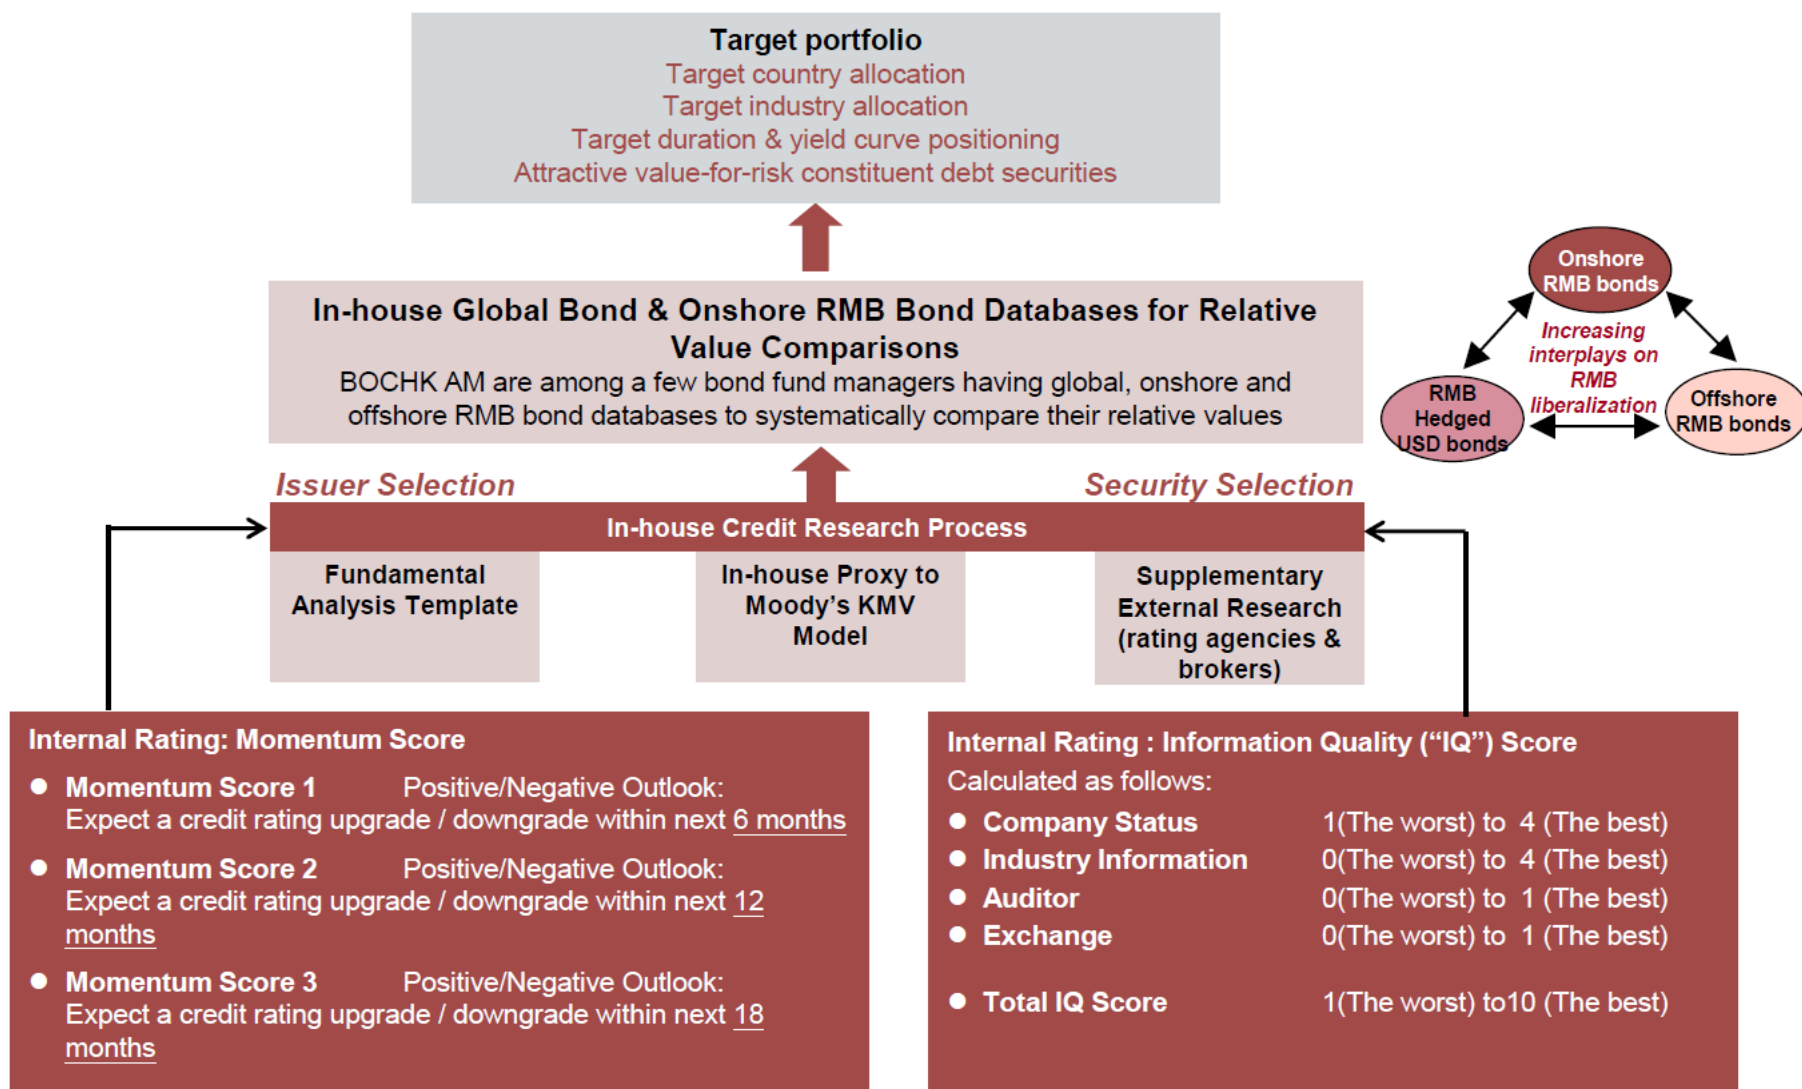 Target portfolio
Target country allocation
Target industry allocation
Target duration & yield curve positioning
Attractive value-for-risk constituent debt securities
In-house Global Bond & Onshore RMB Bond Databases for Relative
Value Comparisons
BOCHK AM are among a few bond fund managers having global, onshore and
offshore RMB bond databases to systematically compare their relative values
Onshore
RMB bonds
Increasing
interplays on
RMB
liberalization
RMB
Hedged
USD bonds
Offshore
RMB bonds
Issuer Selection
Security Selection
In-house Credit Research Process
Fundamental
Analysis Template
In-house Proxy to
Moody's KMV
Model
Supplementary
External Research
(rating agencies &
brokers)
Internal Rating: Momentum Score
● Momentum Score 1 Positive/Negative Outlook:
Expect a credit rating upgrade / downgrade within next 6 months
● Momentum Score 2 Positive/Negative Outlook:
Expect a credit rating upgrade / downgrade within next 12
months
● Momentum Score 3 Positive/Negative Outlook:
Expect a credit rating upgrade / downgrade within next 18
months
Internal Rating : Information Quality (“IQ”) Score
Calculated as follows:
● Company Status 1(The worst) to 4 (The best)
● Industry Information 0(The worst) to 4 (The best)
● Auditor 0(The worst) to 1 (The best)
● Exchange 0(The worst) to 1 (The best)
● Total IQ Score 1(The worst) to10 (The best)